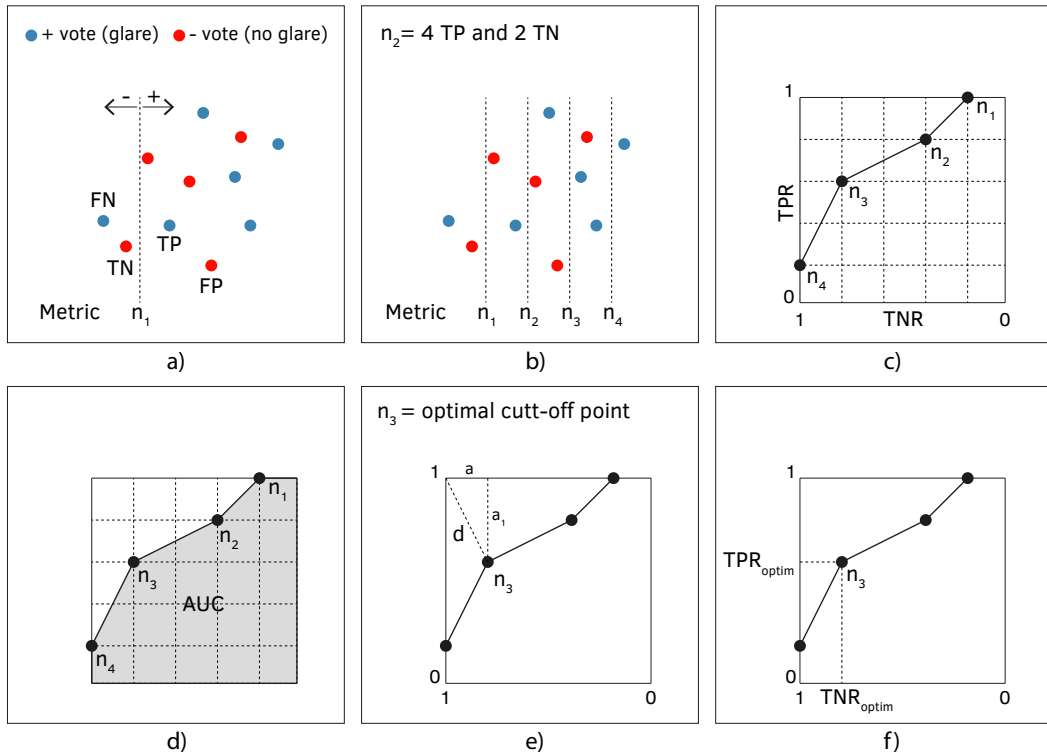 + vote (glare) - vote (no glare)
- +
FN
TN
TP
FP
Metric n₁
a)
n₂= 4 TP and 2 TN
Metric n₁ n₂ n₃ n₄
b)
1
n₁
n₂
TPR
n₃
n₄
0
1 TNR 0
c)
n₁
n₂
n₃
AUC
n₄
d)
n₃ = optimal cutt-off point
a
1
a₁
d
n₃
0
1 0
e)
1
TPRoptim
n₃
0
1 TNRoptim 0
f)